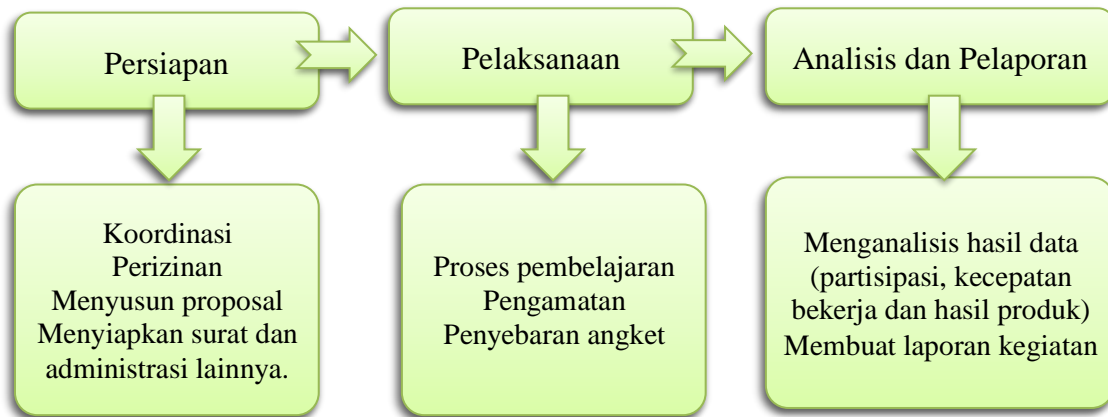 Persiapan
Pelaksanaan
Analisis dan Pelaporan
Koordinasi
Perizinan
Menyusun proposal
Menyiapkan surat dan
administrasi lainnya.
Proses pembelajaran
Pengamatan
Penyebaran angket
Menganalisis hasil data
(partisipasi, kecepatan
bekerja dan hasil produk)
Membuat laporan kegiatan